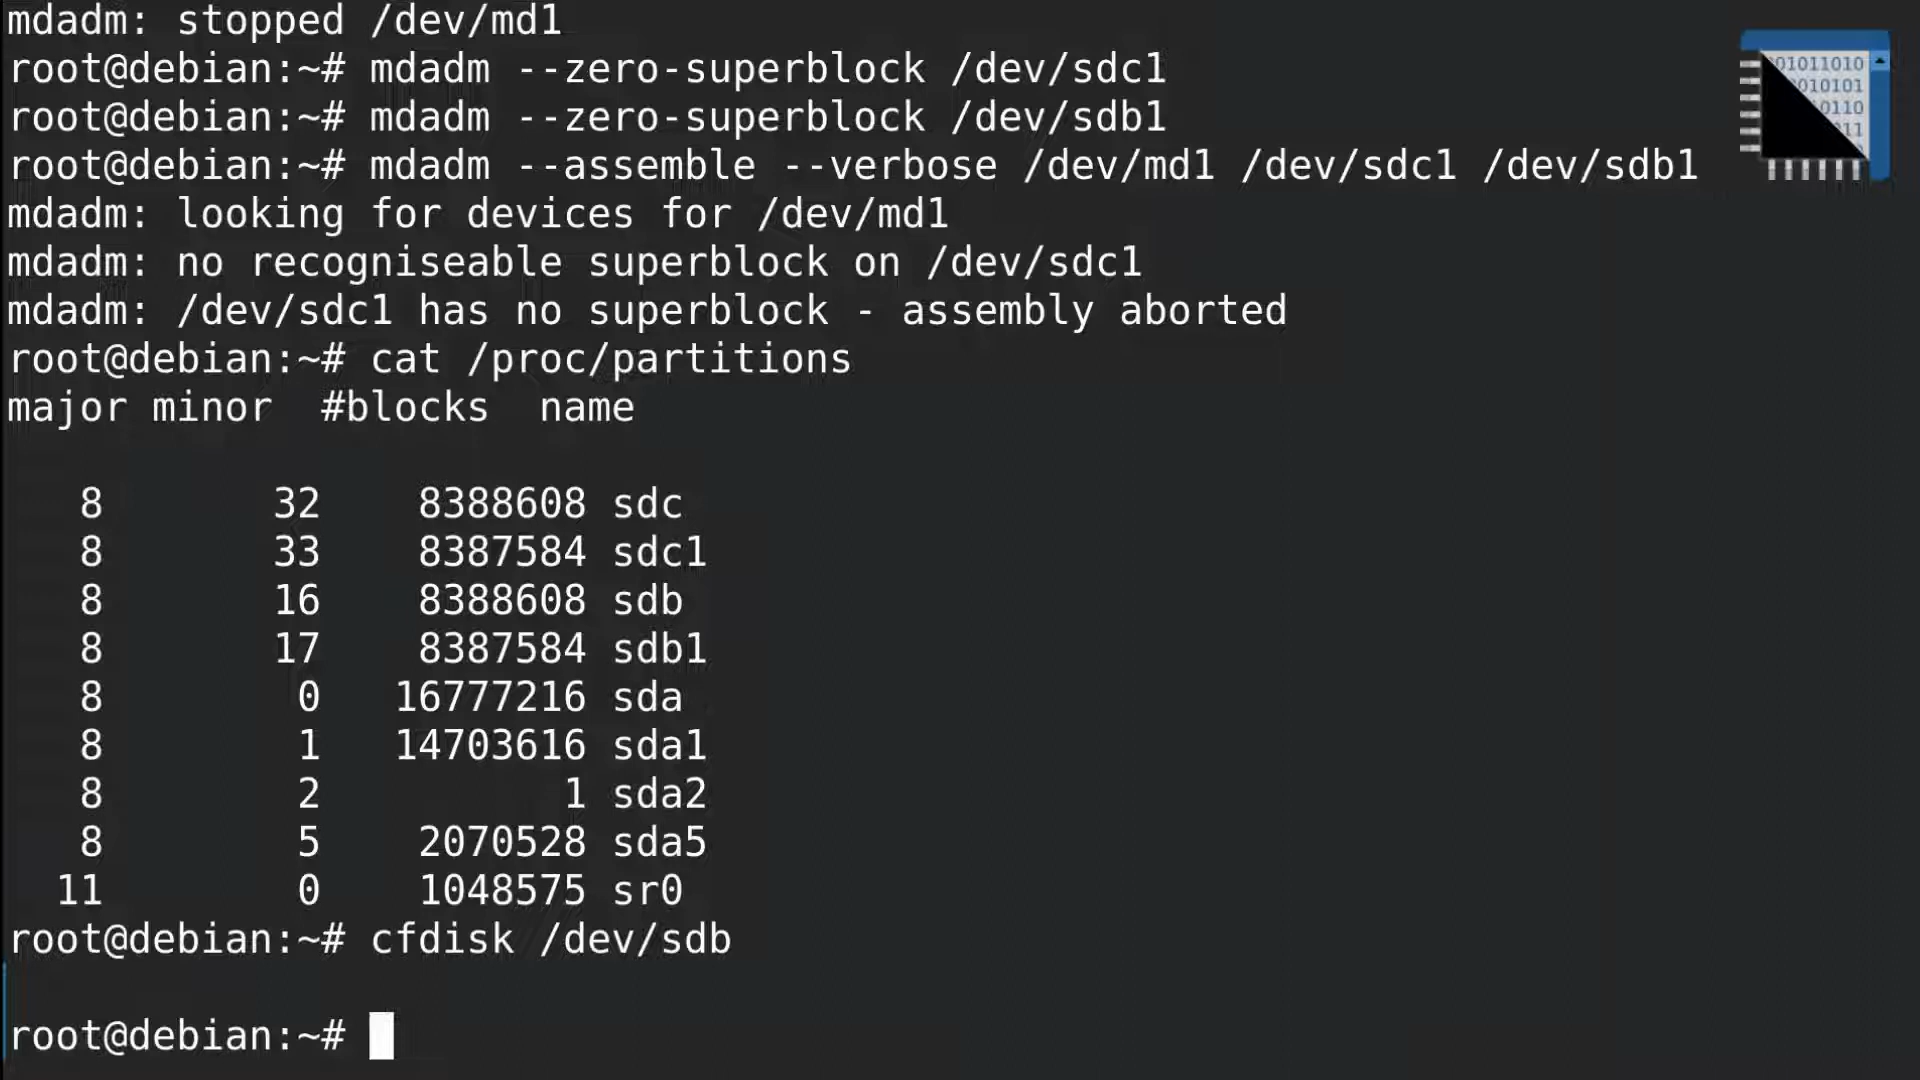 mdadm: stopped /dev/md1
root@debian:~# mdadm --zero-superblock /dev/sdc1
root@debian:~# mdadm --zero-superblock /dev/sdb1
root@debian:~# mdadm --assemble --verbose /dev/md1 /dev/sdc1 /dev/sdb1
mdadm: looking for devices for /dev/md1
mdadm: no recogniseable superblock on /dev/sdc1
mdadm: /dev/sdc1 has no superblock - assembly aborted
root@debian:~# cat /proc/partitions
major minor  #blocks  name
8 32 8388608 sdc
8 33 8387584 sdc1
8 16 8388608 sdb
8 17 8387584 sdb1
8 0 16777216 sda
8 1 14703616 sda1
8 2 1 sda2
8 5 2070528 sda5
11 0 1048575 sr0
root@debian:~# cfdisk /dev/sdb
root@debian:~#